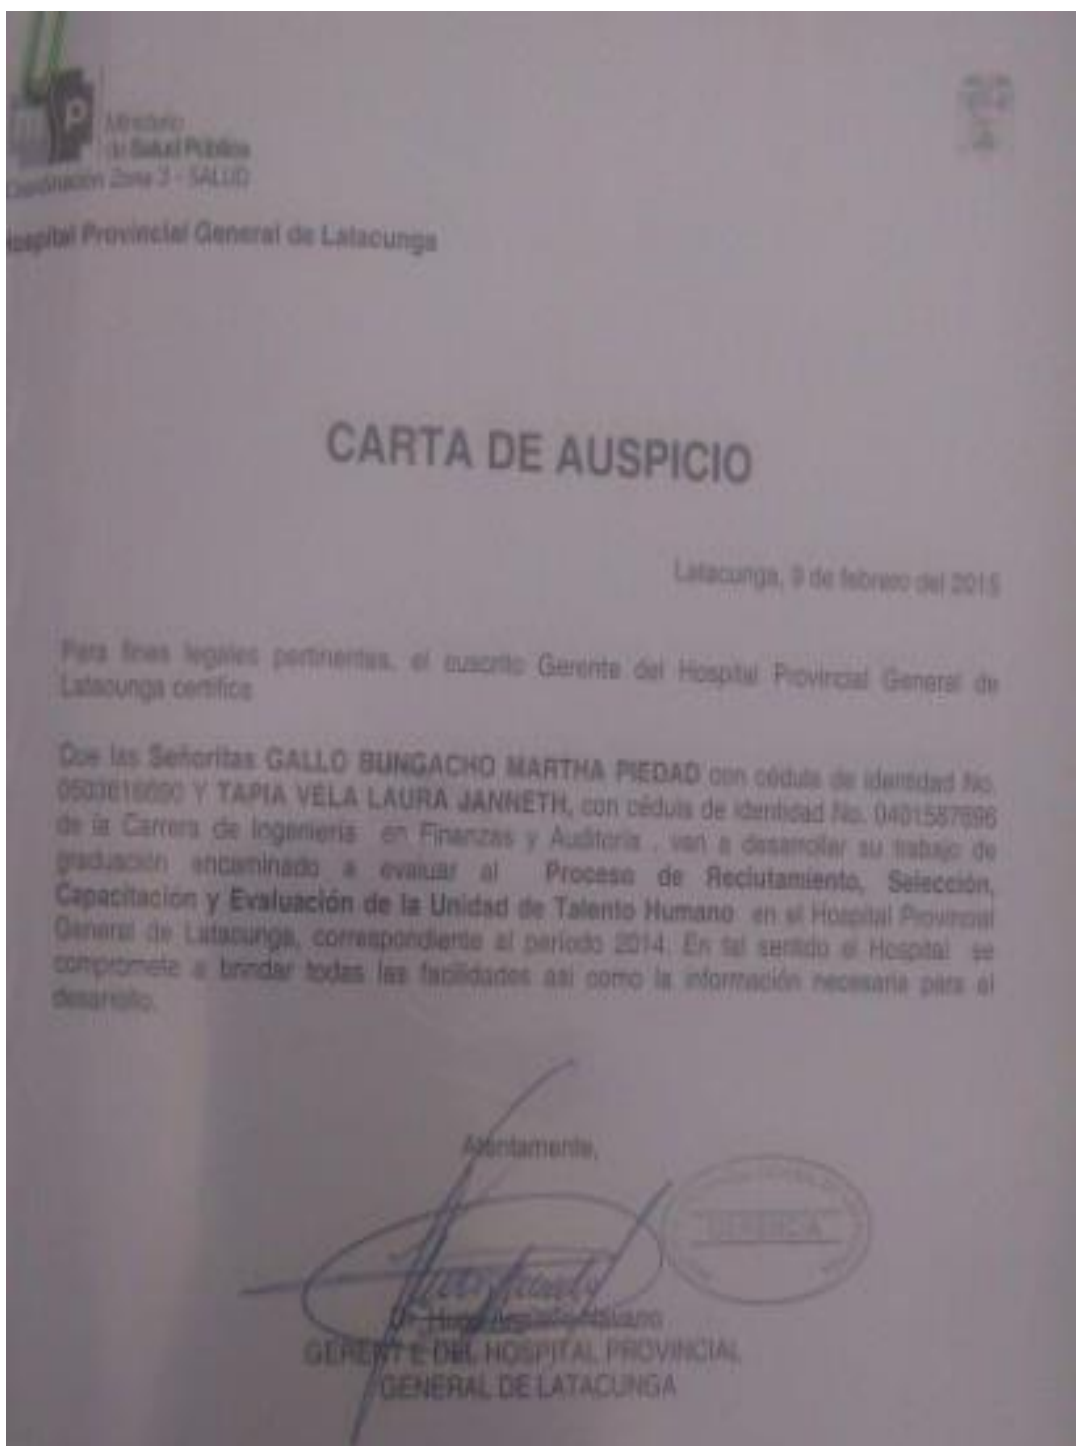 Ministerio
de Salud Pública
Coordinación Zona 3 - SALUD
Hospital Provincial General de Latacunga
CARTA DE AUSPICIO
Latacunga, 9 de febrero del 2015
Para fines legales pertinentes, el suscrito Gerente del Hospital Provincial General de
Latacunga certifica
Que las Señoritas GALLO BUNGACHO MARTHA PIEDAD con cédula de identidad No.
Y TAPIA VELA LAURA JANNETH, con cédula de identidad No. 0401587696
de la Carrera de Ingeniería en Finanzas y Auditoria , van a desarrollar su trabajo de
graduación encaminado a evaluar al Proceso de Reclutamiento, Selección,
Capacitación y Evaluación de la Unidad de Talento Humano en el Hospital Provincial
General de Latacunga, correspondiente al período 2014. En tal sentido el Hospital se
compromete a brindar todas las facilidades así como la información necesaria para el
desarrollo.
Atentamente,
GERENCIA
Dr. Hugo
GERENTE DEL HOSPITAL PROVINCIAL
GENERAL DE LATACUNGA